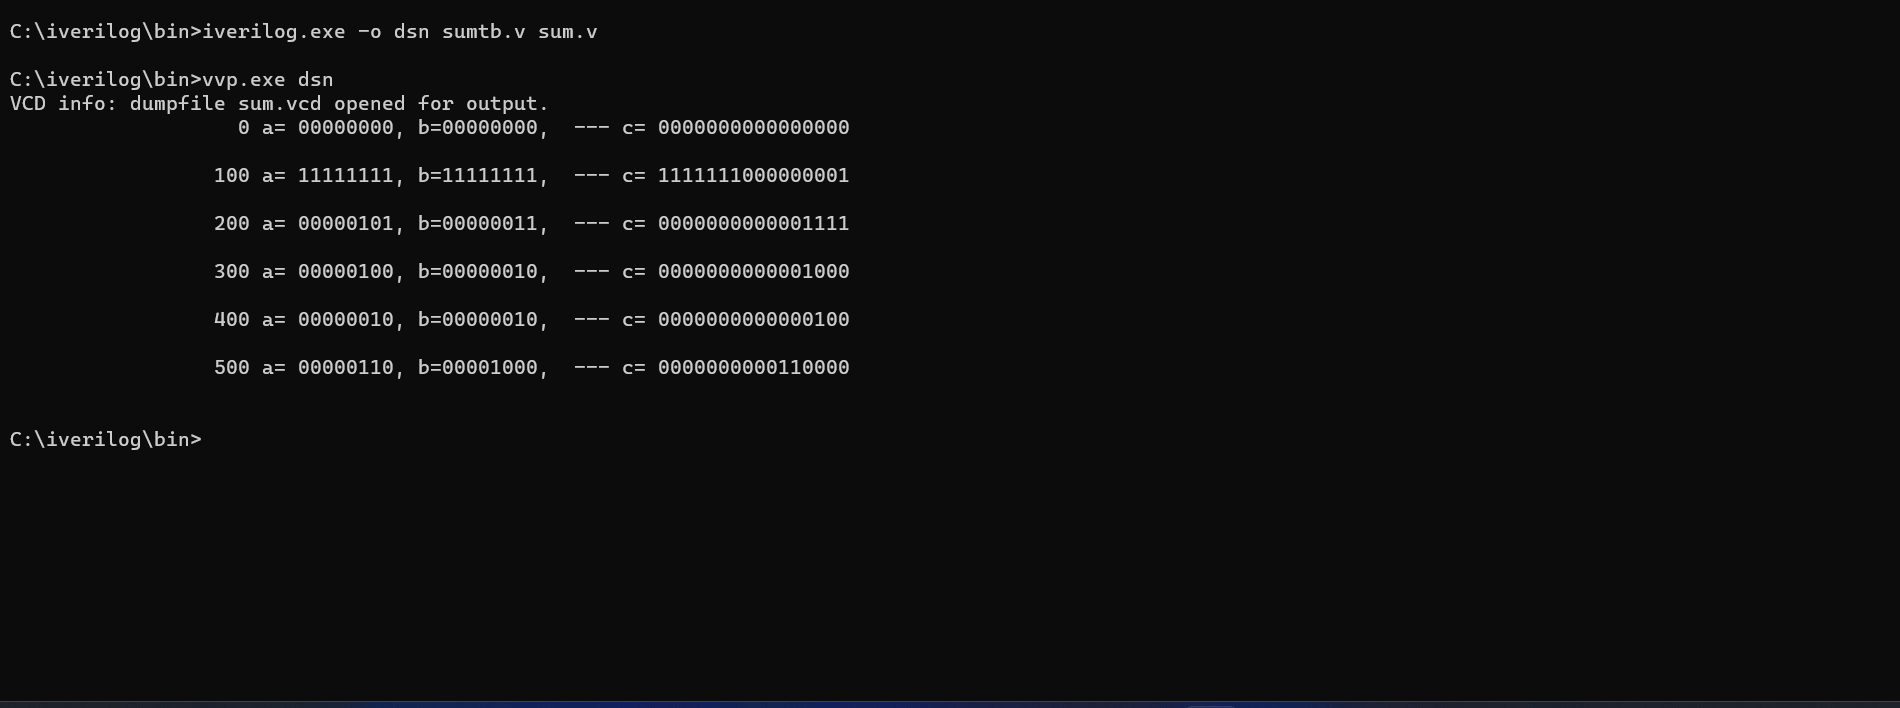 C:\iverilog\bin>iverilog.exe -o dsn sumtb.v sum.v
C:\iverilog\bin>vvp.exe dsn
VCD info: dumpfile sum.vcd opened for output.
0 a= 00000000, b=00000000,  --- c= 0000000000000000
100 a= 11111111, b=11111111,  --- c= 1111111000000001
200 a= 00000101, b=00000011,  --- c= 0000000000001111
300 a= 00000100, b=00000010,  --- c= 0000000000001000
400 a= 00000010, b=00000010,  --- c= 0000000000000100
500 a= 00000110, b=00001000,  --- c= 0000000000110000
C:\iverilog\bin>